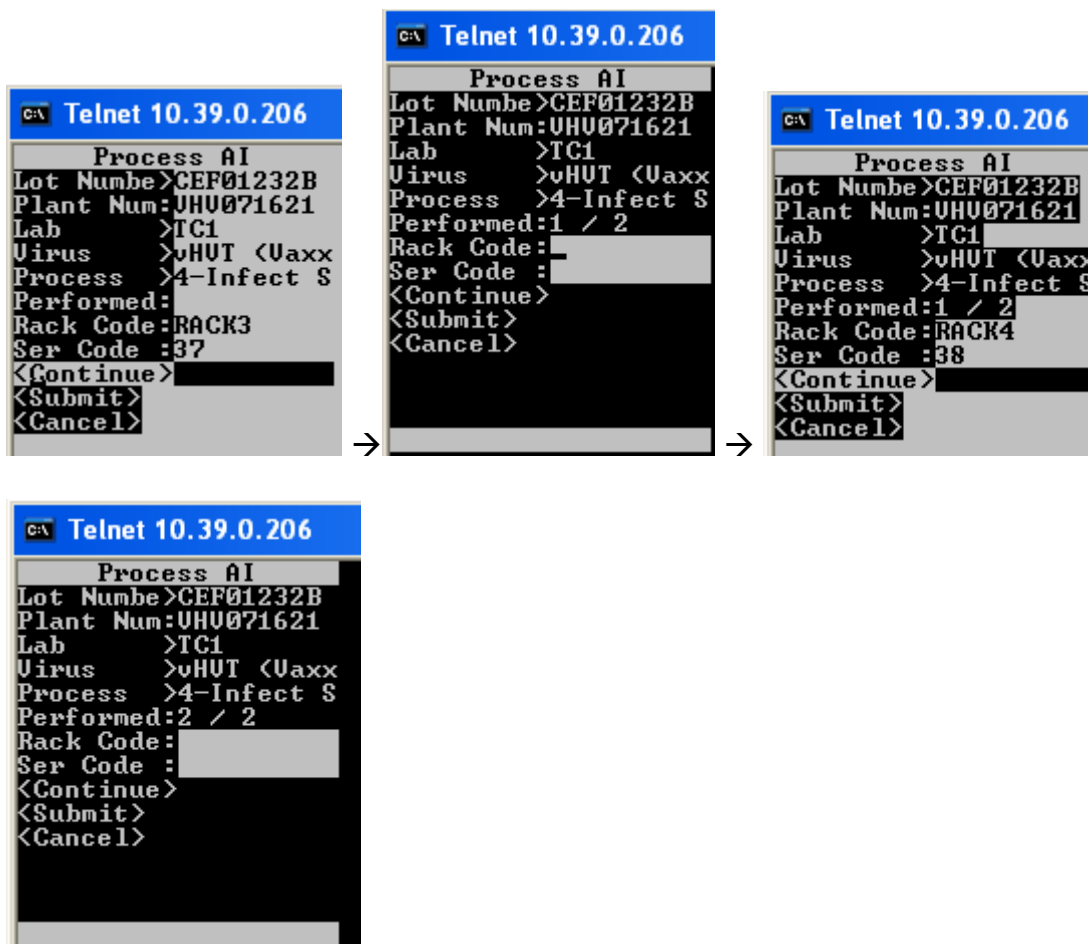 Telnet 10.39.0.206
Process AI
Lot Numbe>CEF01232B
Plant Num:VHV071621
Lab      >TC1
Virus    >vHVT (Vaxx
Process  >4-Infect S
Performed:
Rack Code:RACK3
Ser Code :37
<Continue>
<Submit>
<Cancel>
→
Telnet 10.39.0.206
Process AI
Lot Numbe>CEF01232B
Plant Num:VHV071621
Lab      >TC1
Virus    >vHVT (Vaxx
Process  >4-Infect S
Performed:1 / 2
Rack Code:
Ser Code :
<Continue>
<Submit>
<Cancel>
→
Telnet 10.39.0.206
Process AI
Lot Numbe>CEF01232B
Plant Num:VHV071621
Lab      >TC1
Virus    >vHVT (Vaxx
Process  >4-Infect S
Performed:1 / 2
Rack Code:RACK4
Ser Code :38
<Continue>
<Submit>
<Cancel>
Telnet 10.39.0.206
Process AI
Lot Numbe>CEF01232B
Plant Num:VHV071621
Lab      >TC1
Virus    >vHVT (Vaxx
Process  >4-Infect S
Performed:2 / 2
Rack Code:
Ser Code :
<Continue>
<Submit>
<Cancel>